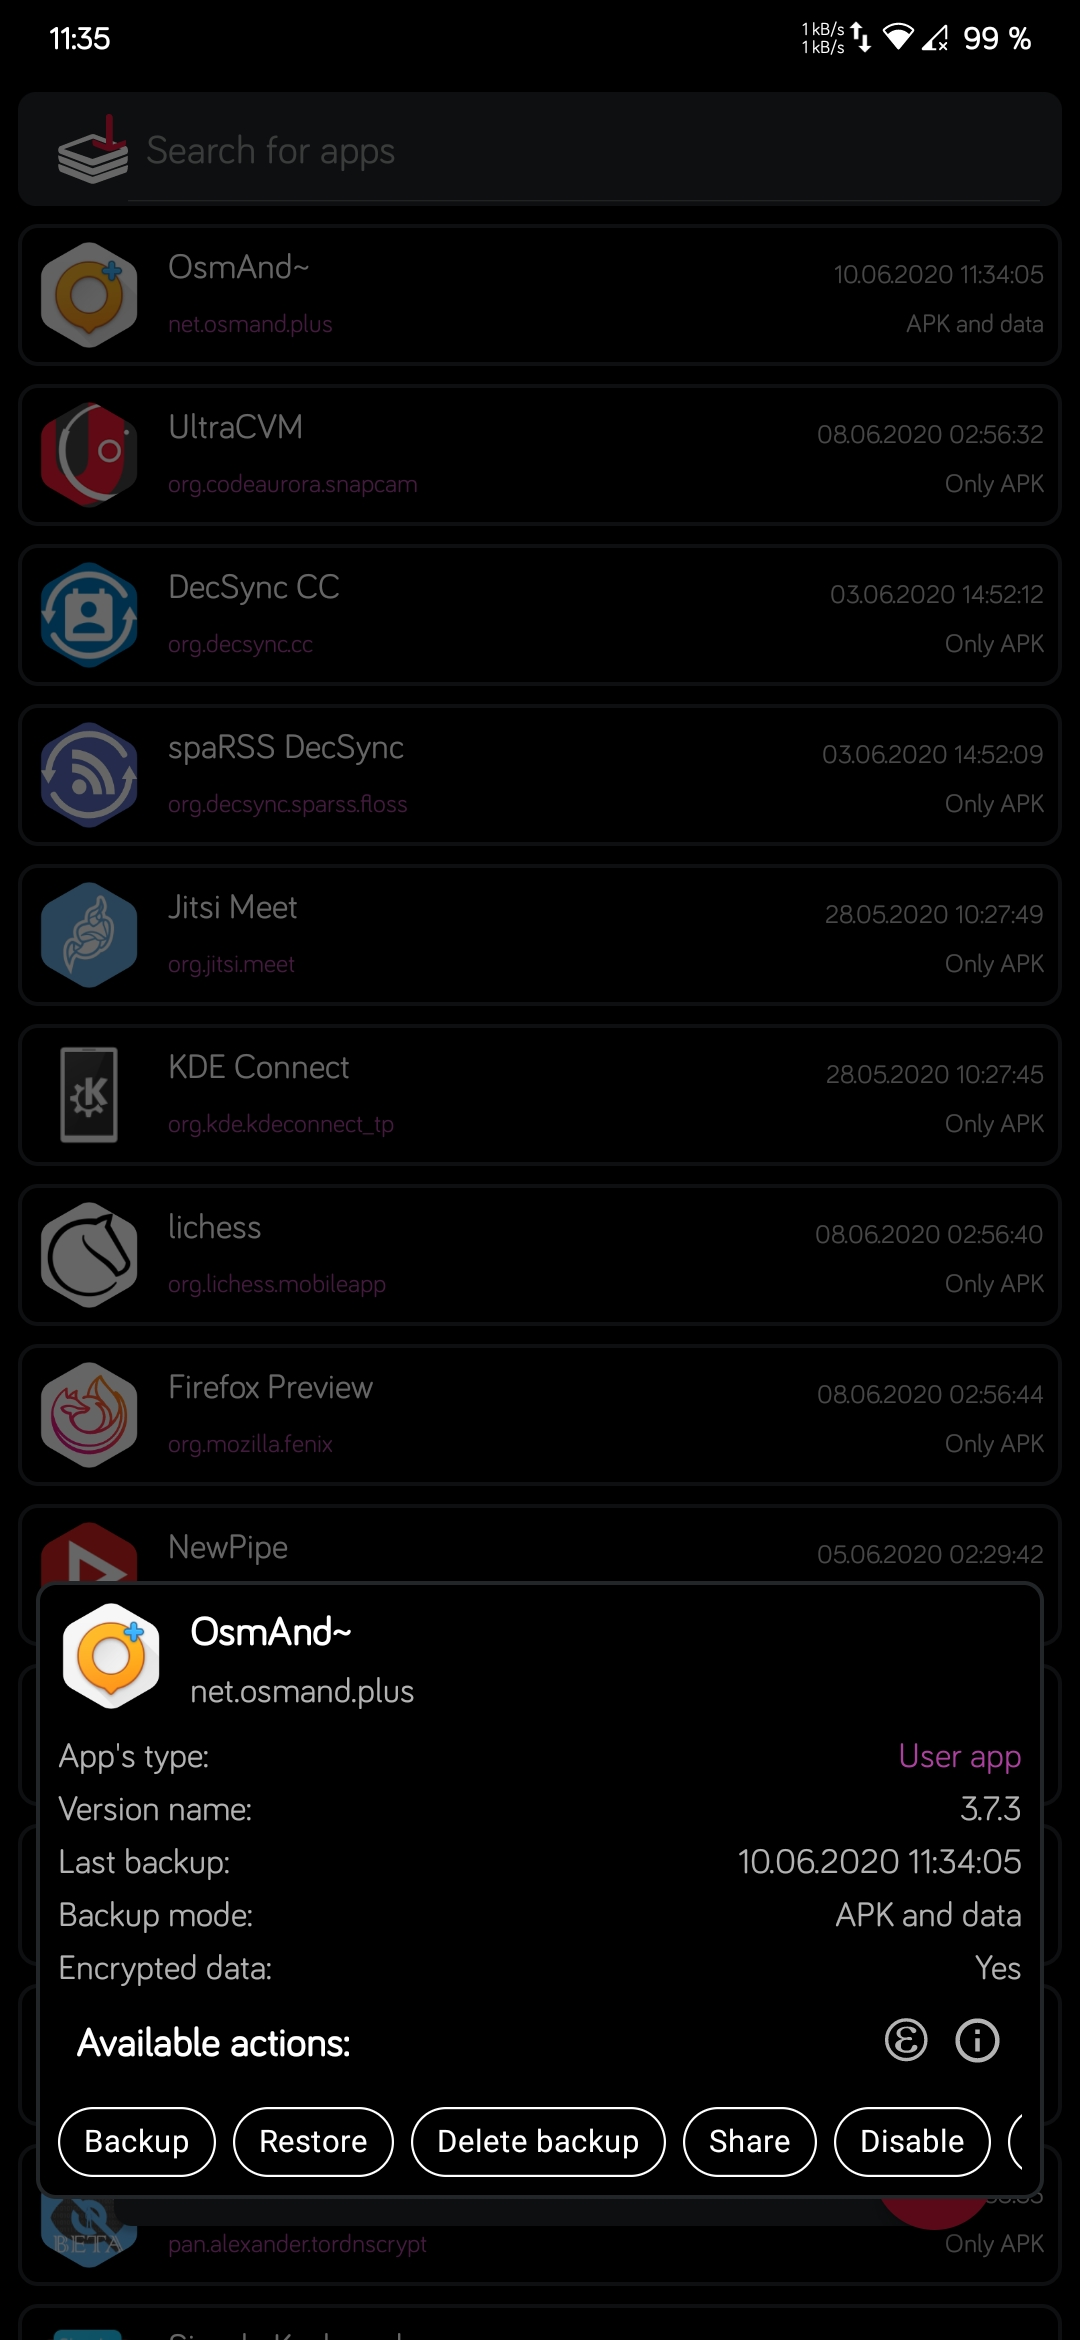 11:35
1 kB/s
1 kB/s
99 %
Search for apps
OsmAnd~
10.06.2020 11:34:05
net.osmand.plus
APK and data
UltraCVM
08.06.2020 02:56:32
org.codeaurora.snapcam
Only APK
DecSync CC
03.06.2020 14:52:12
org.decsync.cc
Only APK
spaRSS DecSync
03.06.2020 14:52:09
org.decsync.sparss.floss
Only APK
Jitsi Meet
28.05.2020 10:27:49
org.jitsi.meet
Only APK
KDE Connect
28.05.2020 10:27:45
org.kde.kdeconnect_tp
Only APK
lichess
08.06.2020 02:56:40
org.lichess.mobileapp
Only APK
Firefox Preview
08.06.2020 02:56:44
org.mozilla.fenix
Only APK
NewPipe
05.06.2020 02:29:42
OsmAnd~
net.osmand.plus
App's type:
User app
Version name:
3.7.3
Last backup:
10.06.2020 11:34:05
Backup mode:
APK and data
Encrypted data:
Yes
Available actions:
Backup
Restore
Delete backup
Share
Disable
BETA
pan.alexander.tordnscrypt
Only APK